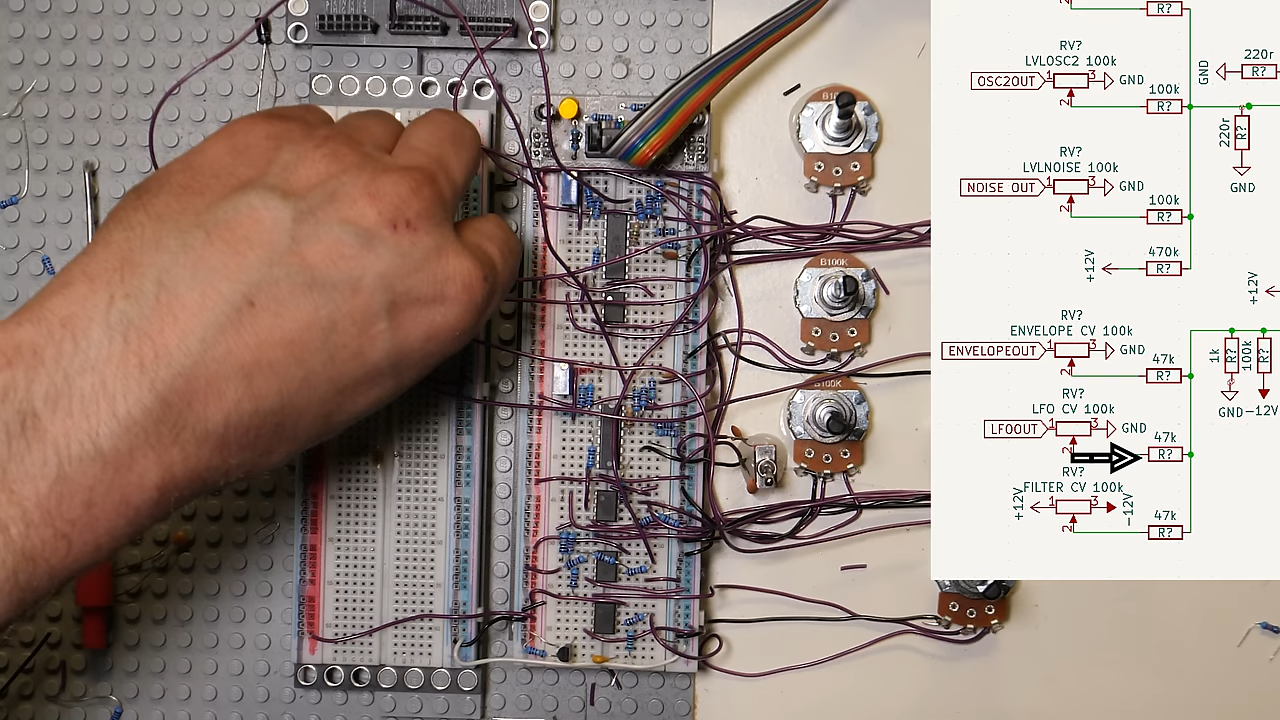 R?
RV?
LVLOSC2 100k
OSC2OUT
1
3
GND
2
100k
R?
GND
220r
R?
220r
R?
GND
RV?
LVLNOISE 100k
NOISE OUT
1
3
GND
2
100k
R?
+12V
470k
R?
+12V
RV?
ENVELOPE CV 100k
ENVELOPEOUT
1
3
GND
2
47k
R?
1k
R?
100k
R?
GND
-12V
RV?
LFO CV 100k
LFOOUT
1
3
GND
47k
R?
RV?
FILTER CV 100k
+12V
1
3
-12V
2
47k
R?
B100K
B100K